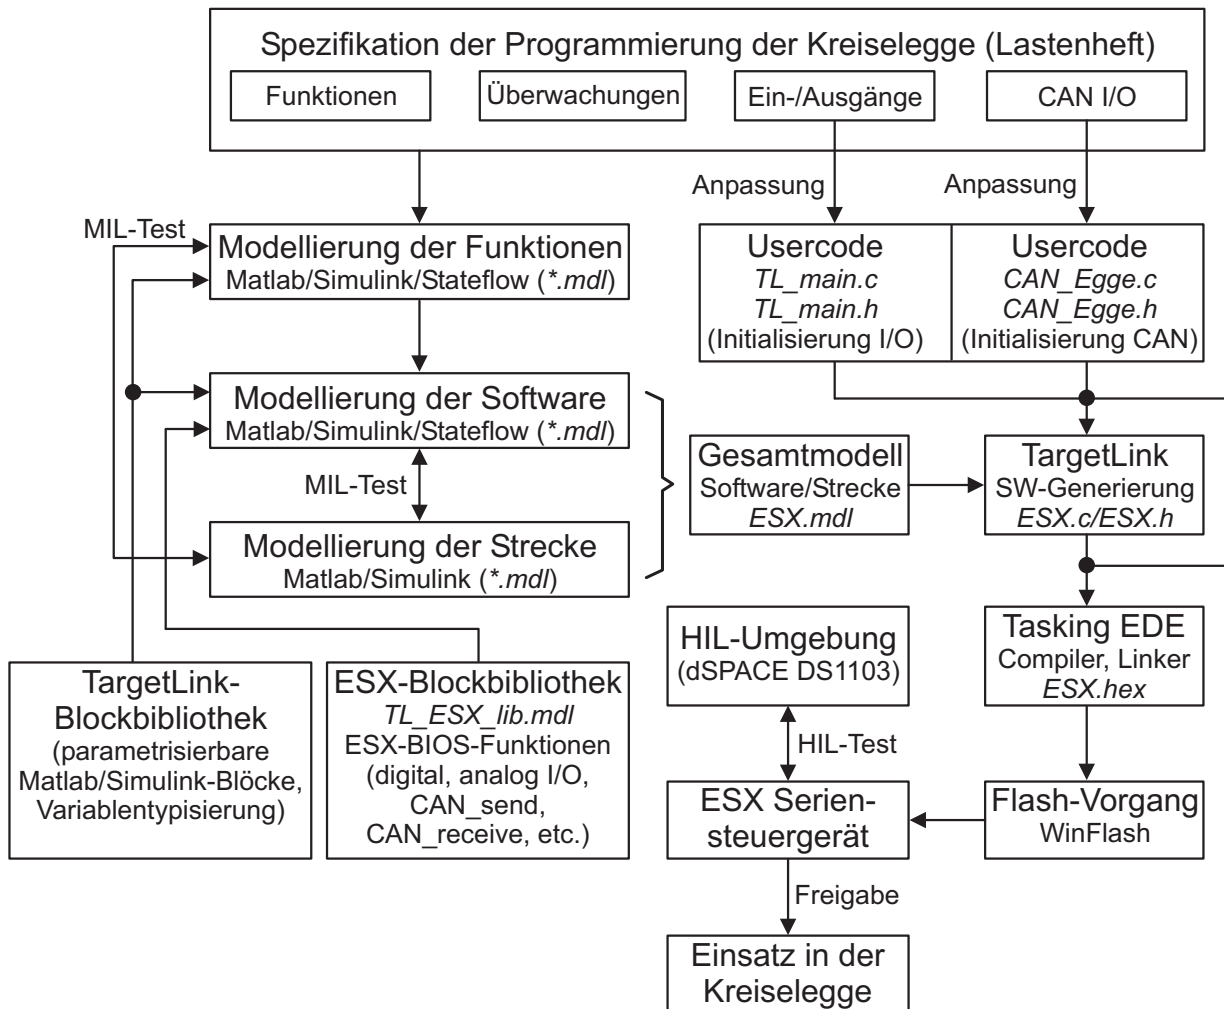 Spezifikation der Programmierung der Kreiselegge (Lastenheft)
Funktionen
Überwachungen
Ein-/Ausgänge
CAN I/O
Anpassung
Anpassung
MIL-Test
Modellierung der Funktionen
Matlab/Simulink/Stateflow (*.mdl)
Usercode
TL_main.c
TL_main.h
(Initialisierung I/O)
Usercode
CAN_Egge.c
CAN_Egge.h
(Initialisierung CAN)
Modellierung der Software
Matlab/Simulink/Stateflow (*.mdl)
MIL-Test
Modellierung der Strecke
Matlab/Simulink (*.mdl)
Gesamtmodell
Software/Strecke
ESX.mdl
TargetLink
SW-Generierung
ESX.c/ESX.h
TargetLink-
Blockbibliothek
(parametrisierbare
Matlab/Simulink-Blöcke,
Variablentypisierung)
ESX-Blockbibliothek
TL_ESX_lib.mdl
ESX-BIOS-Funktionen
(digital, analog I/O,
CAN_send,
CAN_receive, etc.)
HIL-Umgebung
(dSPACE DS1103)
Tasking EDE
Compiler, Linker
ESX.hex
HIL-Test
ESX Serien-
steuergerät
Flash-Vorgang
WinFlash
Freigabe
Einsatz in der
Kreiselegge